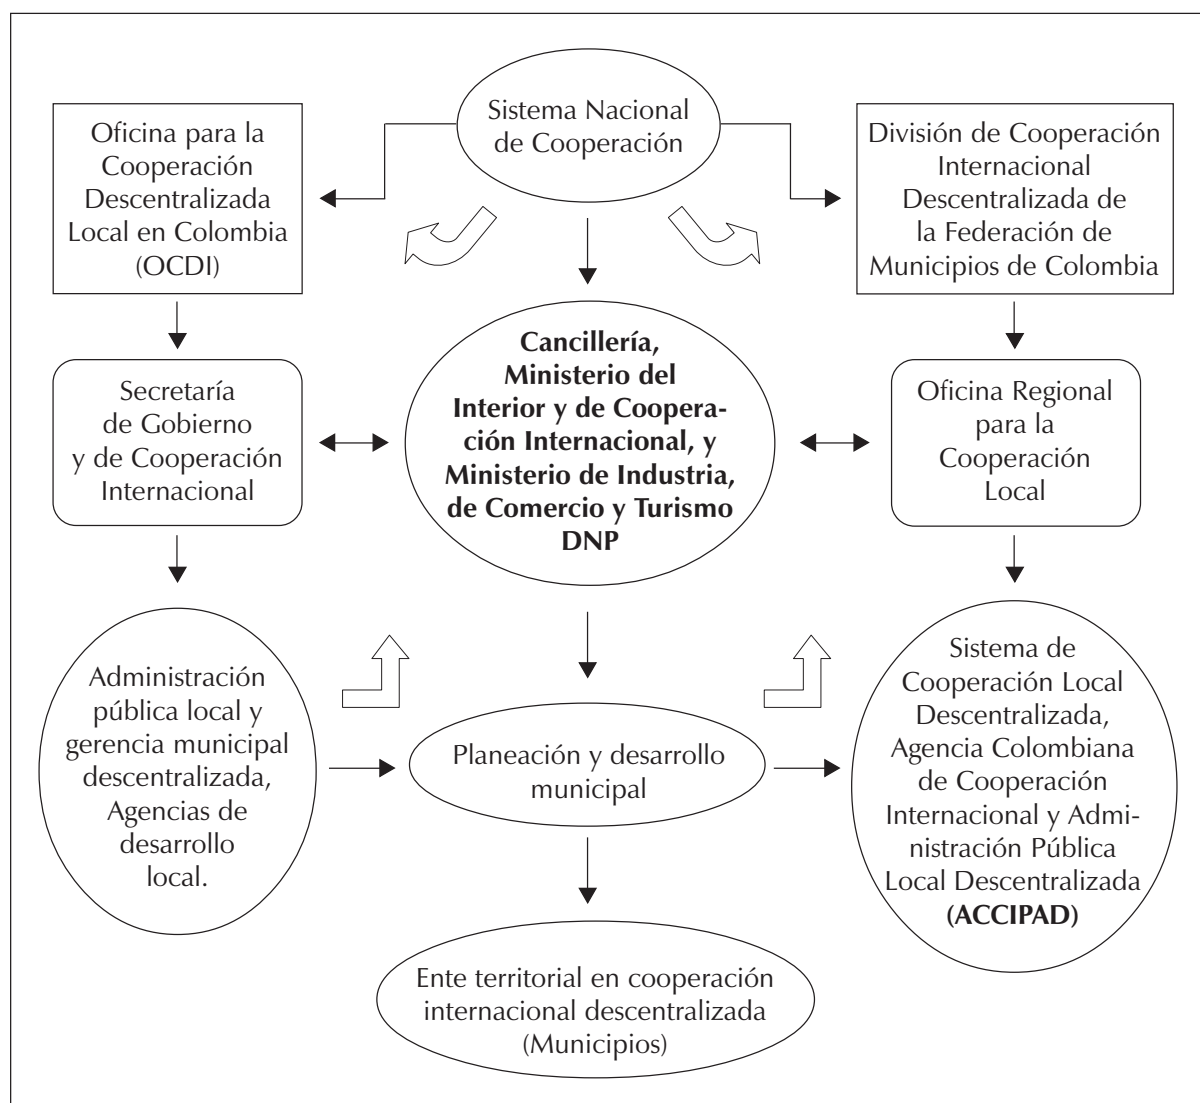 Sistema Nacional
de Cooperación
Oficina para la
Cooperación
Descentralizada
Local en Colombia
(OCDI)
División de Cooperación
Internacional
Descentralizada de
la Federación de
Municipios de Colombia
Cancillería,
Ministerio del
Interior y de Coopera-
ción Internacional, y
Ministerio de Industria,
de Comercio y Turismo
DNP
Secretaría
de Gobierno
y de Cooperación
Internacional
Oficina Regional
para la
Cooperación
Local
Administración
pública local y
gerencia municipal
descentralizada,
Agencias de
desarrollo
local.
Planeación y desarrollo
municipal
Sistema de
Cooperación Local
Descentralizada,
Agencia Colombiana
de Cooperación
Internacional y Admi-
nistración Pública
Local Descentralizada
(ACCIPAD)
Ente territorial en cooperación
internacional descentralizada
(Municipios)